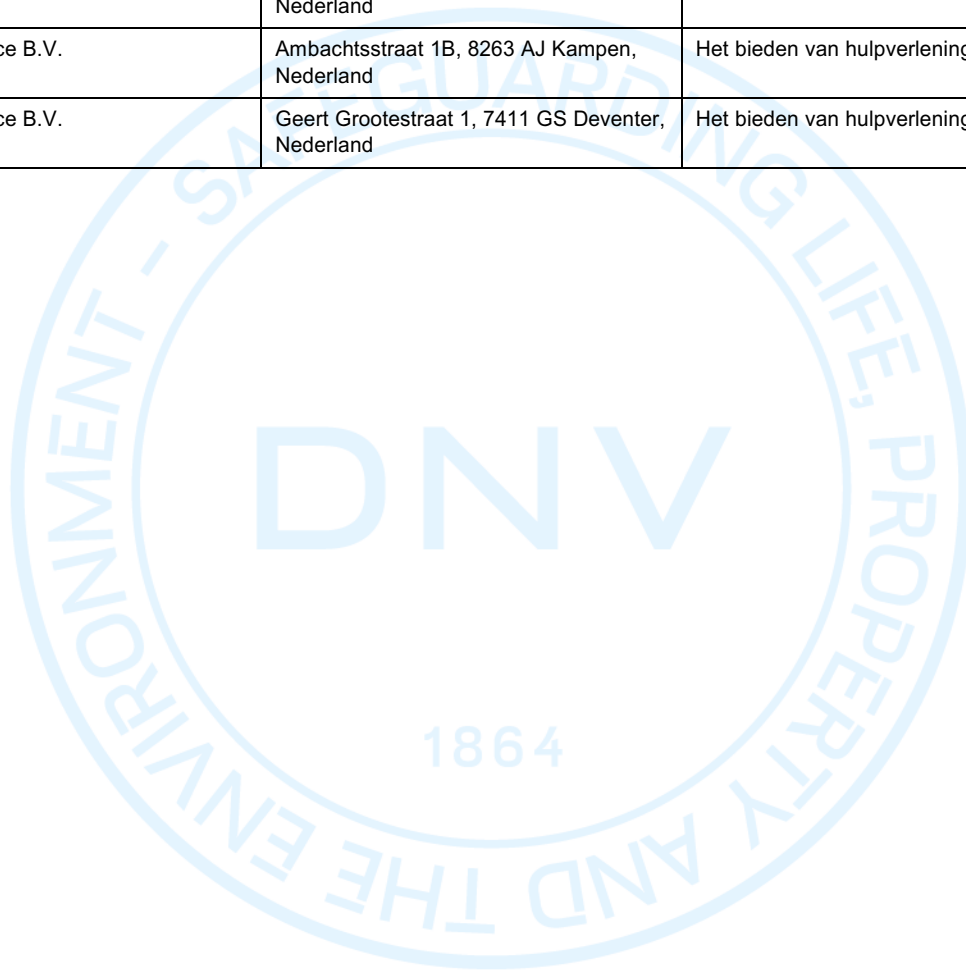 Nederland
ce B.V.
Ambachtsstraat 1B, 8263 AJ Kampen,
Nederland
Het bieden van hulpverlening
ce B.V.
Geert Grootestraat 1, 7411 GS Deventer,
Nederland
Het bieden van hulpverlening
SAFEGUARDING LIFE, PROPERTY AND THE ENVIRONMENT -
DNV
1864